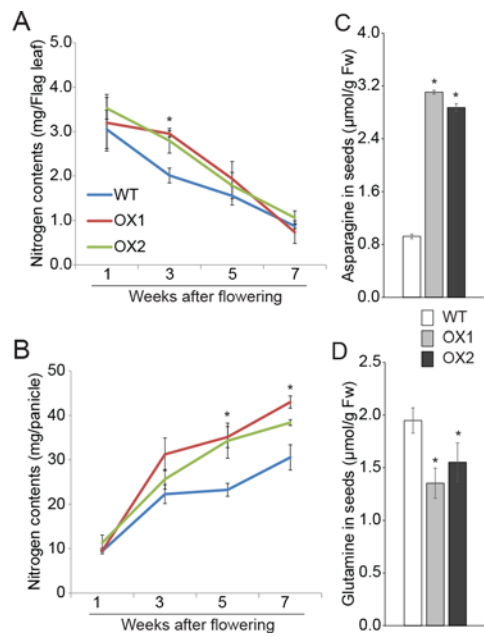 A
Nitrogen contents (mg/Flag leaf)
5.0
4.0
3.0
2.0
1.0
0.0
*
WT
OX1
OX2
1 3 5 7
Weeks after flowering
B
Nitrogen contents (mg/panicle)
50
40
30
20
10
0
* *
1 3 5 7
Weeks after flowering
C
Asparagine in seeds (μmol/g Fw)
4.0
3.2
2.4
1.6
0.8
0.0
* *
WT
OX1
OX2
D
Glutamine in seeds (μmol/g Fw)
2.5
2.0
1.5
1.0
0.5
0.0
* *